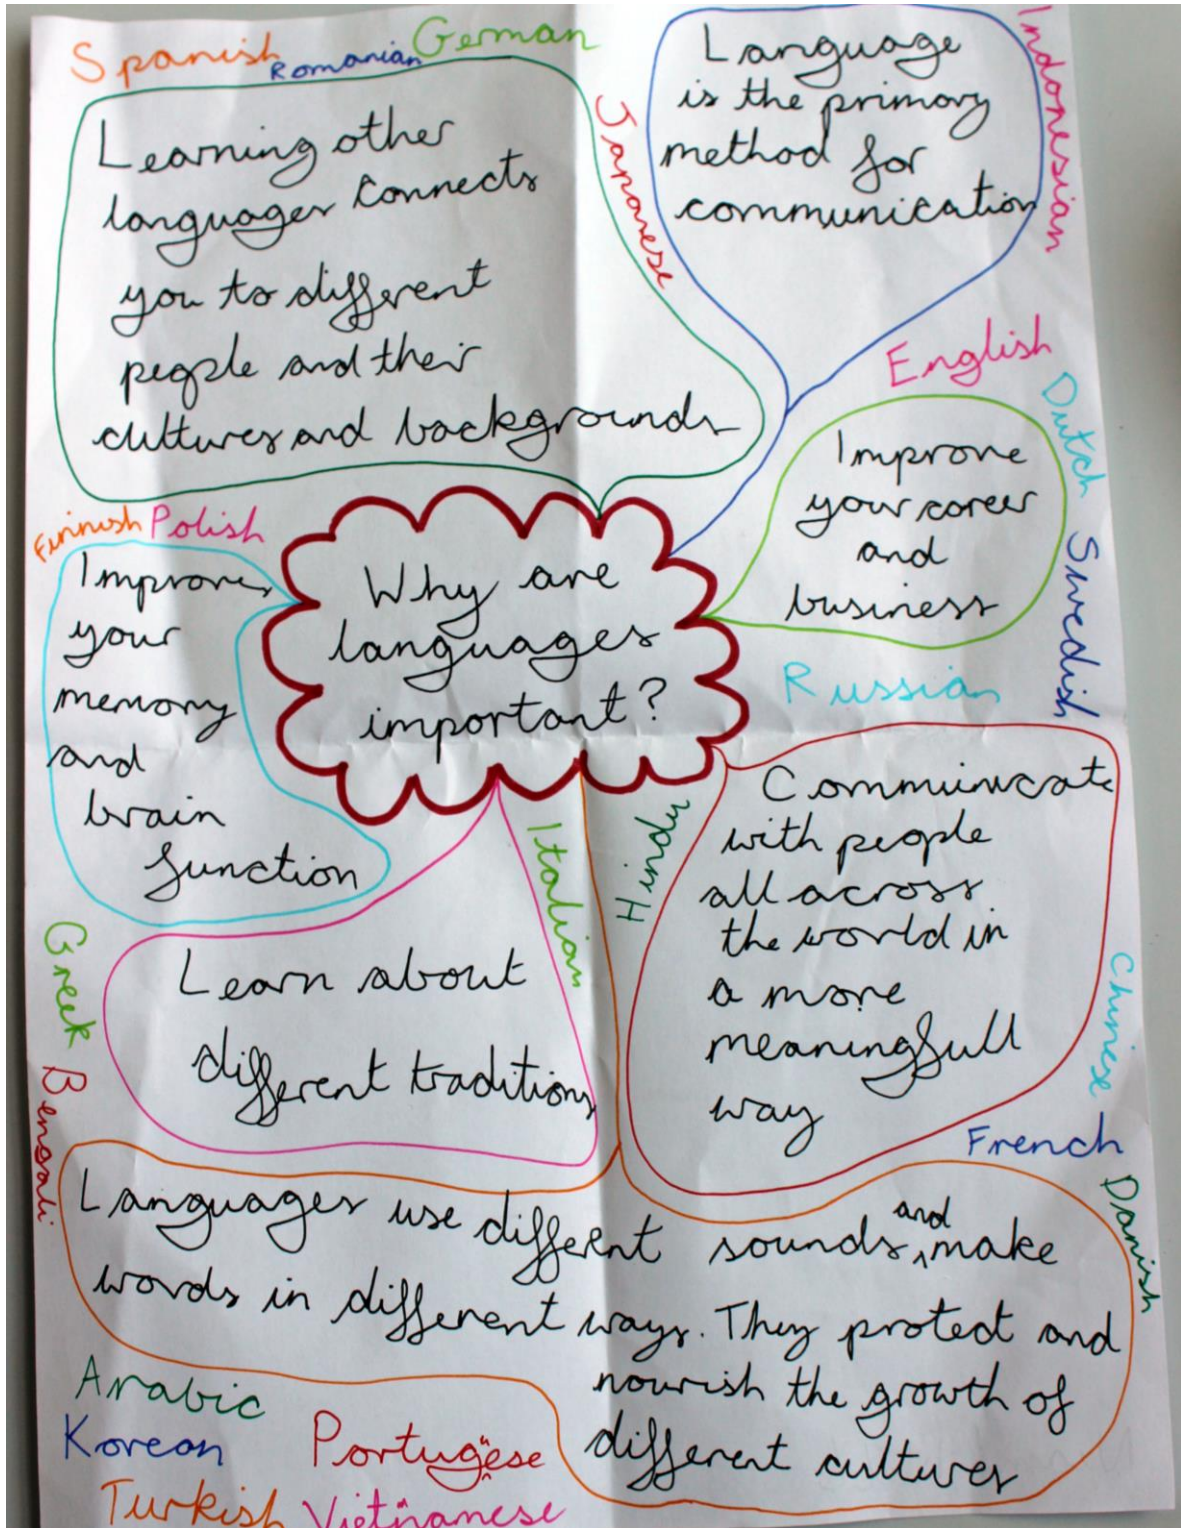 Spanish Romanian German
Learning other
languages connects
you to different
people and their
cultures and backgrounds
Japanese
Language
is the primary
method for
communication
Indonesian
English
Dutch
Improve
your career
and
business
Swedish
Russian
Finnish Polish
Improve
your
memory
and
brain
function
Why are
languages
important?
Italian
Hindy
Communicate
with people
all across
the world in
a more
meaningfull
way
Chinese
Greek
Learn about
different traditions
Bengali
French
Danish
Languages use different sounds and make
words in different ways. They protect and
nourish the growth of
different cultures
Arabic
Korean
Portugese
Turkish Vietnamese